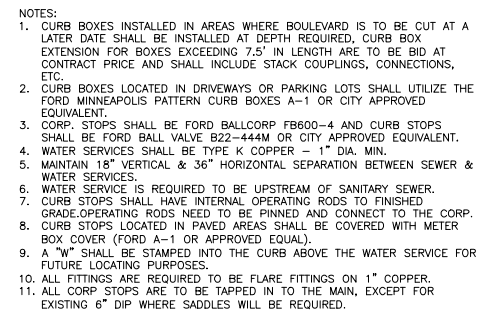 NOTES:
1. CURB BOXES INSTALLED IN AREAS WHERE BOULEVARD IS TO BE CUT AT A
LATER DATE SHALL BE INSTALLED AT DEPTH REQUIRED, CURB BOX
EXTENSION FOR BOXES EXCEEDING 7.5' IN LENGTH ARE TO BE BID AT
CONTRACT PRICE AND SHALL INCLUDE STACK COUPLINGS, CONNECTIONS,
ETC.
2. CURB BOXES LOCATED IN DRIVEWAYS OR PARKING LOTS SHALL UTILIZE THE
FORD MINNEAPOLIS PATTERN CURB BOXES A-1 OR CITY APPROVED
EQUIVALENT.
3. CORP. STOPS SHALL BE FORD BALLCORP FB600-4 AND CURB STOPS
SHALL BE FORD BALL VALVE B22-444M OR CITY APPROVED EQUIVALENT.
4. WATER SERVICES SHALL BE TYPE K COPPER - 1" DIA. MIN.
5. MAINTAIN 18" VERTICAL & 36" HORIZONTAL SEPARATION BETWEEN SEWER &
WATER SERVICES.
6. WATER SERVICE IS REQUIRED TO BE UPSTREAM OF SANITARY SEWER.
7. CURB STOPS SHALL HAVE INTERNAL OPERATING RODS TO FINISHED
GRADE.OPERATING RODS NEED TO BE PINNED AND CONNECT TO THE CORP.
8. CURB STOPS LOCATED IN PAVED AREAS SHALL BE COVERED WITH METER
BOX COVER (FORD A-1 OR APPROVED EQUAL).
9. A "W" SHALL BE STAMPED INTO THE CURB ABOVE THE WATER SERVICE FOR
FUTURE LOCATING PURPOSES.
10. ALL FITTINGS ARE REQUIRED TO BE FLARE FITTINGS ON 1" COPPER.
11. ALL CORP STOPS ARE TO BE TAPPED IN TO THE MAIN, EXCEPT FOR
EXISTING 6" DIP WHERE SADDLES WILL BE REQUIRED.